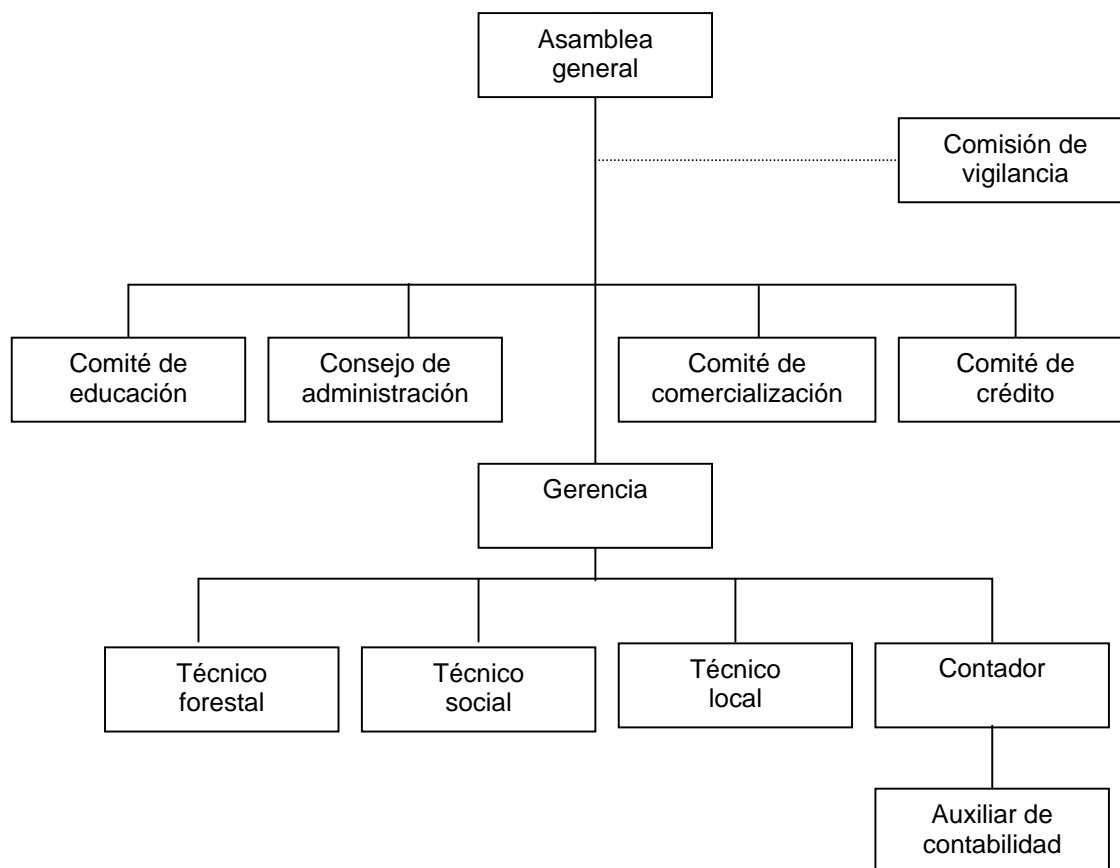 Asamblea
general
Comisión de
vigilancia
Comité de
educación
Consejo de
administración
Comité de
comercialización
Comité de
crédito
Gerencia
Técnico
forestal
Técnico
social
Técnico
local
Contador
Auxiliar de
contabilidad